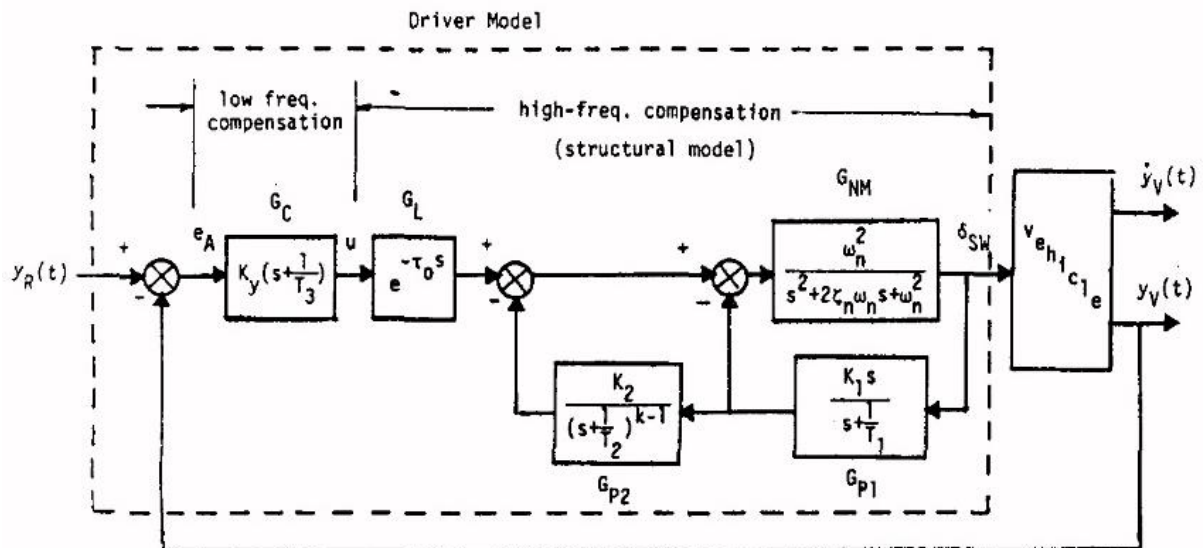 Driver Model
low freq.
compensation
high-freq. compensation
(structural model)
G_C
G_L
G_NM
y_R(t)
+
-
e_A
K_y(s+1/T_3)
u
e^-τ_0 s
+
-
+
-
ω_n^2
s^2+2ζ_nω_n s+ω_n^2
δ_SW
vehicle
ẏ_V(t)
y_V(t)
K_2
(s+1/T_2)^k-1
K_1 s
s+1/T_1
G_P2
G_P1